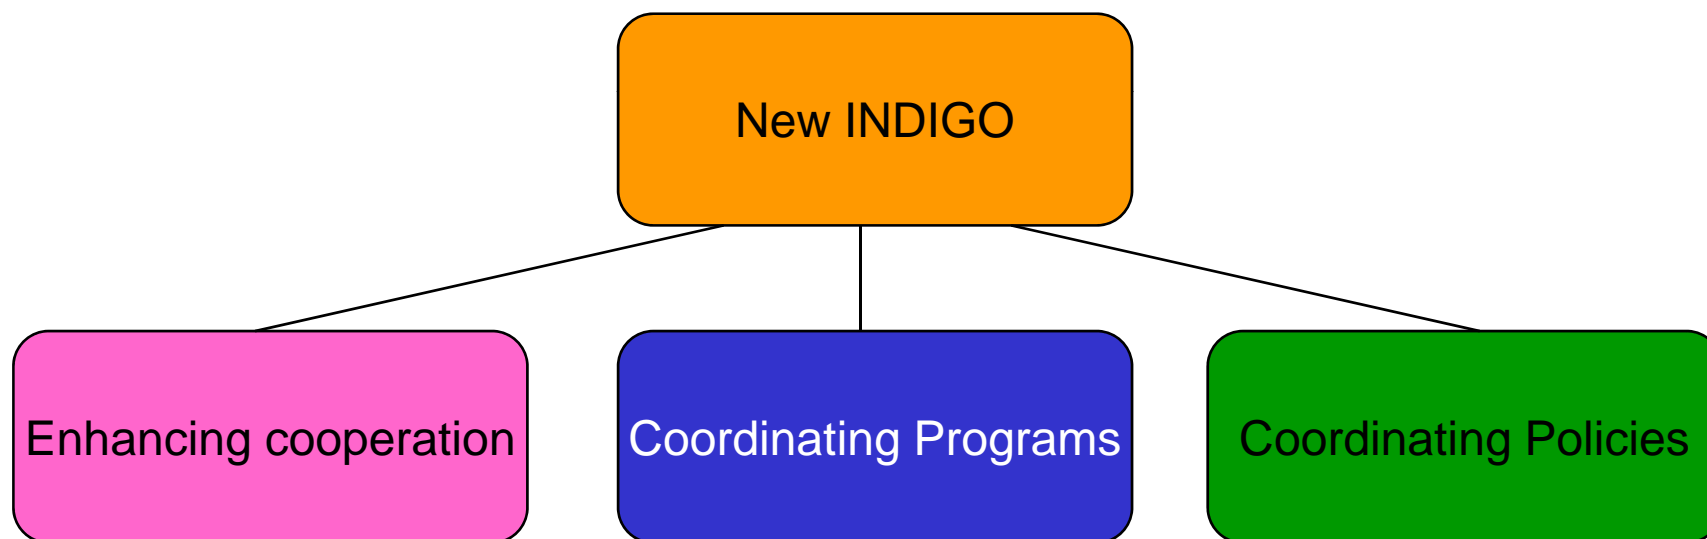 New INDIGO
Enhancing cooperation
Coordinating Programs
Coordinating Policies